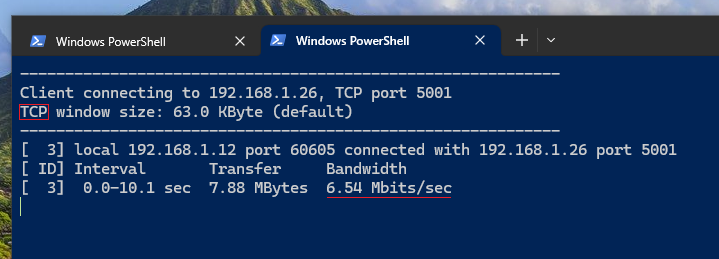 Windows PowerShell
Windows PowerShell
------------------------------------------------------------
Client connecting to 192.168.1.26, TCP port 5001
TCP window size: 63.0 KByte (default)
------------------------------------------------------------
[  3] local 192.168.1.12 port 60605 connected with 192.168.1.26 port 5001
[ ID] Interval       Transfer     Bandwidth
[  3]  0.0-10.1 sec  7.88 MBytes  6.54 Mbits/sec